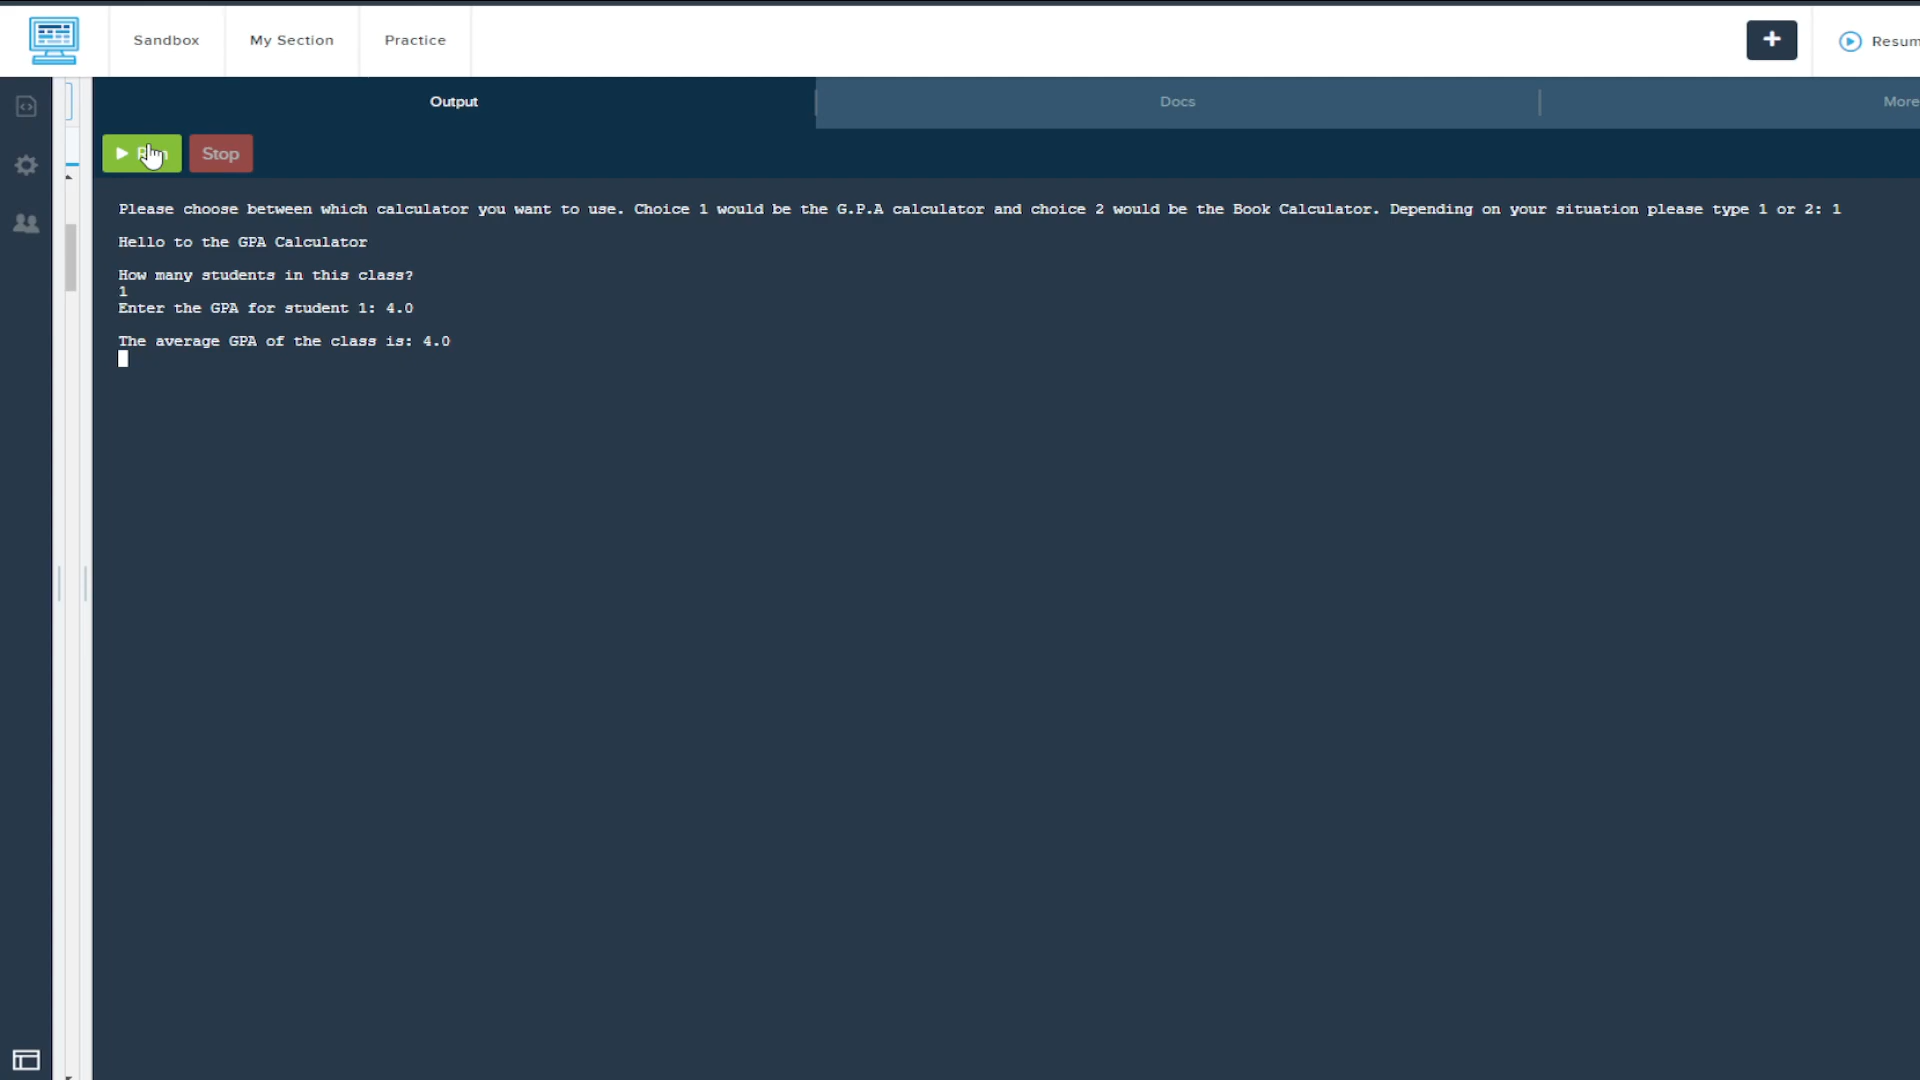 Sandbox
My Section
Practice
+
Resum
Output
Docs
More
Stop
Please choose between which calculator you want to use. Choice 1 would be the G.P.A calculator and choice 2 would be the Book Calculator. Depending on your situation please type 1 or 2: 1
Hello to the GPA Calculator
How many students in this class?
1
Enter the GPA for student 1: 4.0
The average GPA of the class is: 4.0